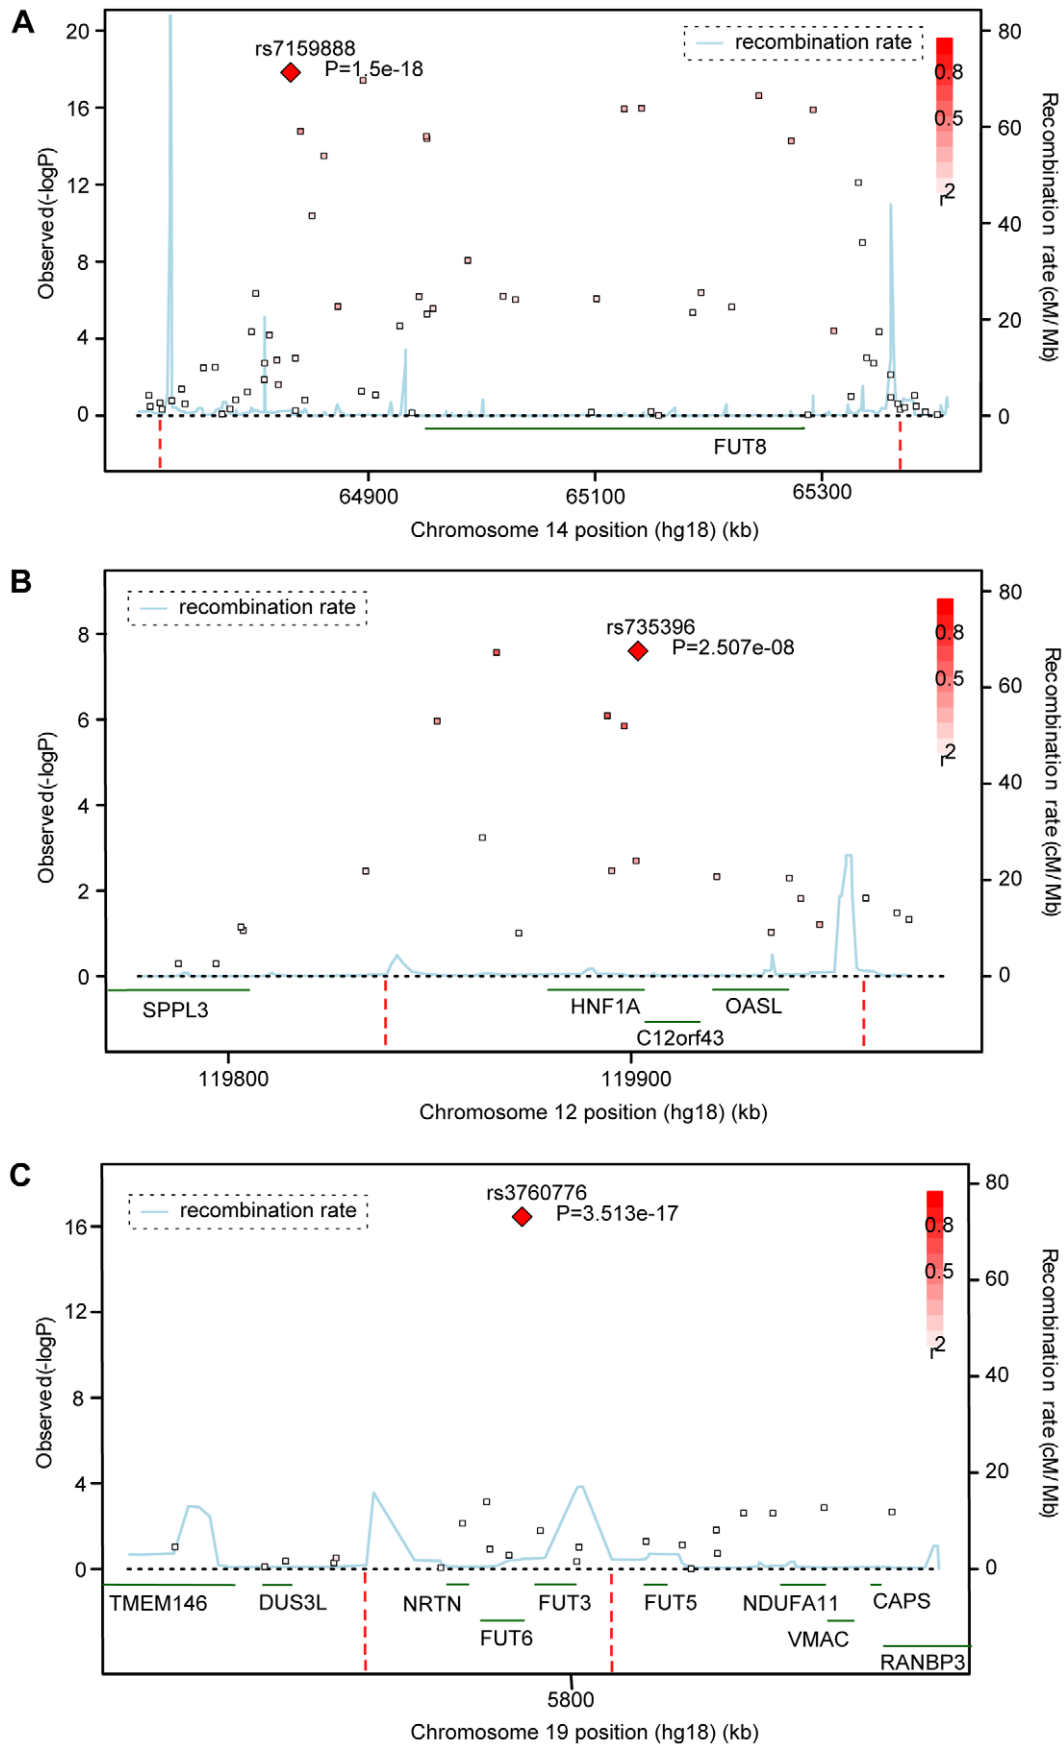 A
rs7159888
P=1.5e-18
recombination rate
20
16
12
8
4
0
Observed(-logP)
80
60
40
20
0
Recombination rate(cM/Mb)
0.8
0.5
r2
FUT8
64900
65100
65300
Chromosome 14 position (hg18) (kb)
B
recombination rate
rs735396
P=2.507e-08
8
6
4
2
0
Observed(-logP)
80
60
40
20
0
Recombination rate(cM/Mb)
0.8
0.5
r2
SPPL3
HNF1A
OASL
C12orf43
119800
119900
Chromosome 12 position (hg18) (kb)
C
recombination rate
rs3760776
P=3.513e-17
16
12
8
4
0
Observed(-logP)
80
60
40
20
0
Recombination rate(cM/Mb)
0.8
0.5
r2
TMEM146
DUS3L
NRTN
FUT3
FUT5
NDUFA11
CAPS
FUT6
VMAC
RANBP3
5800
Chromosome 19 position (hg18) (kb)